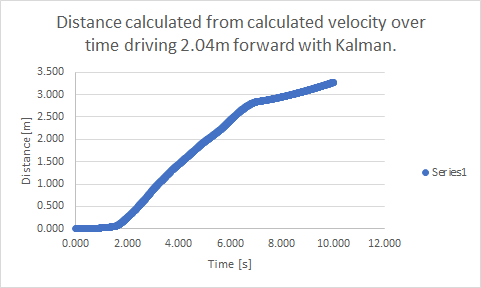 Distance calculated from calculated velocity over
time driving 2.04m forward with Kalman.
3.500
3.000
2.500
2.000
1.500
1.000
0.500
0.000
Distance [m]
Series1
0.000 2.000 4.000 6.000 8.000 10.000 12.000
Time [s]